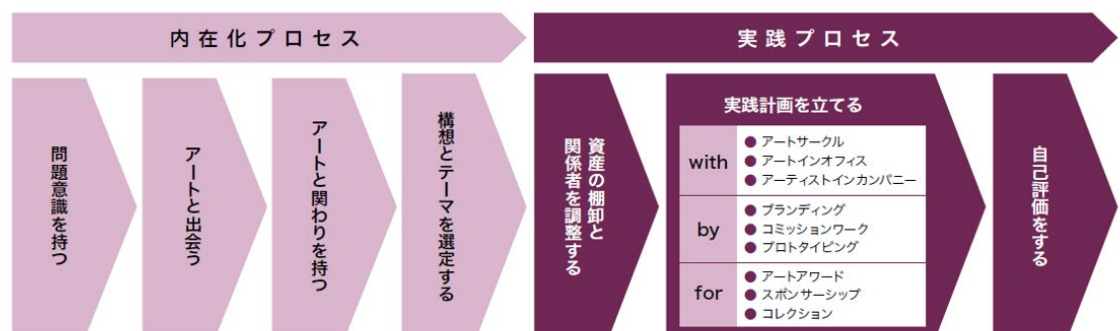 内在化プロセス
実践プロセス
問題意識を持つ
アートと出会う
アートと関わりを持つ
構想とテーマを選定する
資産の棚卸と
関係者を調整する
実践計画を立てる
with
● アートサークル
● アートインオフィス
● アーティストインカンパニー
by
● ブランディング
● コミッションワーク
● プロトタイピング
for
● アートアワード
● スポンサーシップ
● コレクション
自己評価をする